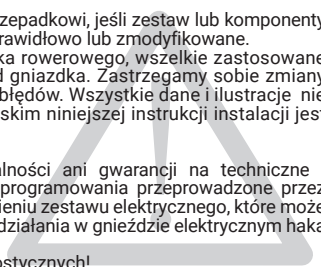 zepadkowi, jeśli zestaw lub komponenty
rawidłowo lub zmodyfikowane.
ka rowerowego, wszelkie zastosowane
d gniazdka. Zastrzegamy sobie zmiany
błędów. Wszystkie dane i ilustracje nie
skim niniejszej instrukcji instalacji jest
alności ani gwarancji na techniczne
programowania przeprowadzone przez
ieniu zestawu elektrycznego, które może
działania w gnieździe elektrycznym haka
ostycznych!